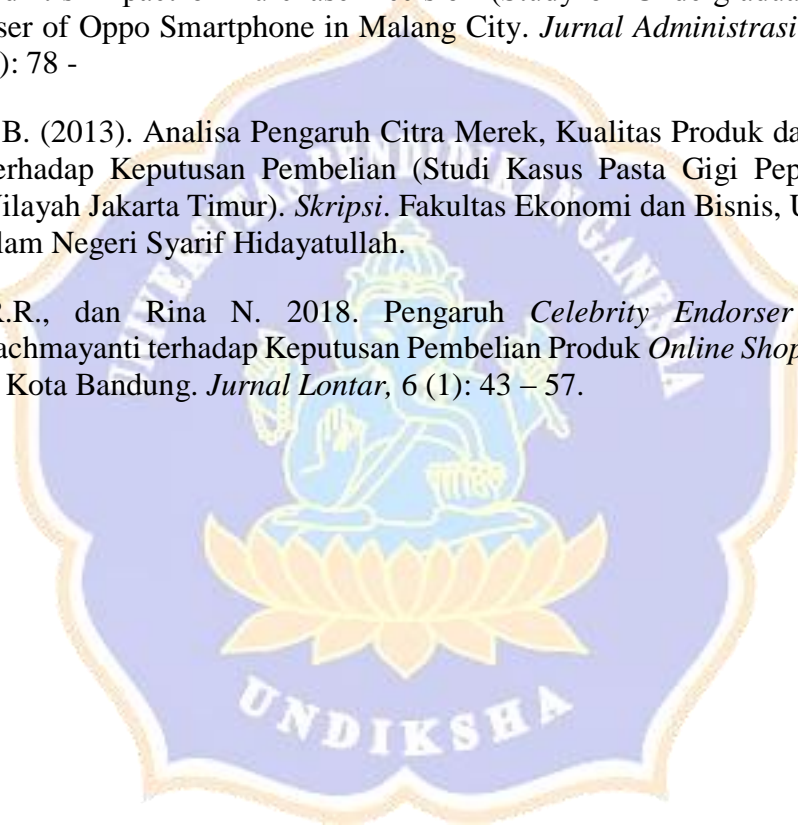 ser of Oppo Smartphone in Malang City. Jurnal Administrasi
): 78 -
B. (2013). Analisa Pengaruh Citra Merek, Kualitas Produk da
erhadap Keputusan Pembelian (Studi Kasus Pasta Gigi Pep
ilayah Jakarta Timur). Skripsi. Fakultas Ekonomi dan Bisnis, U
lam Negeri Syarif Hidayatullah.
R.R., dan Rina N. 2018. Pengaruh Celebrity Endorser
achmayanti terhadap Keputusan Pembelian Produk Online Shop
Kota Bandung. Jurnal Lontar, 6 (1): 43 – 57.
UNIVERSITAS PENDIDIKAN GANESHA
UNDIKSHA